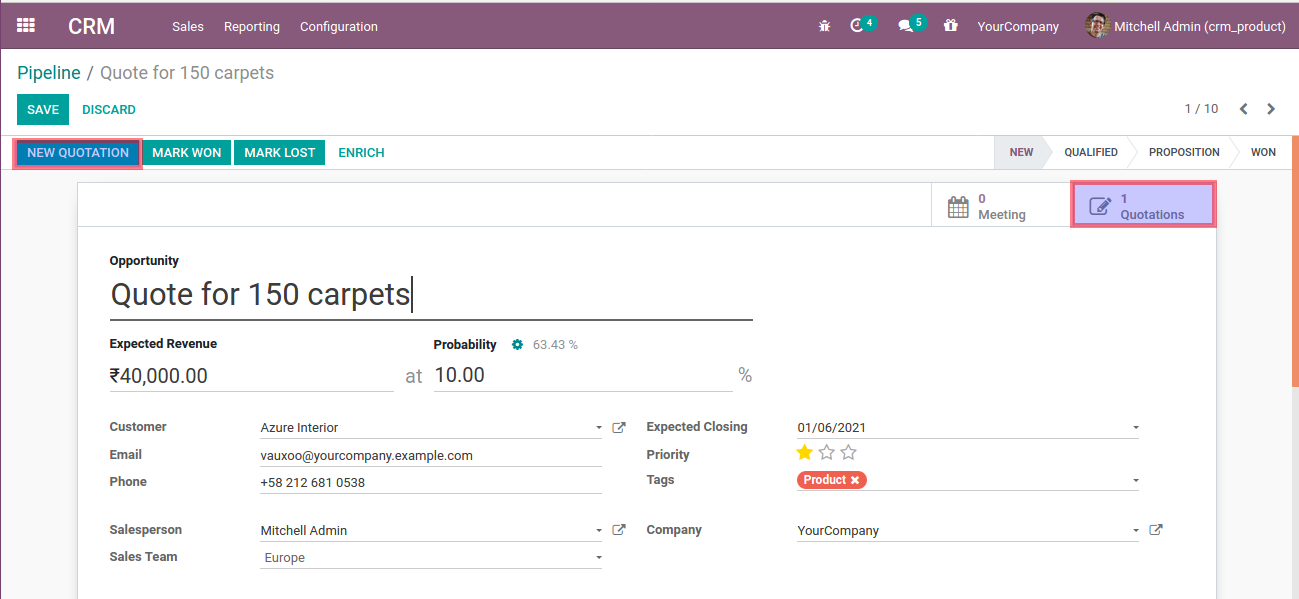 CRM Sales Reporting Configuration 4 5 YourCompany Mitchell Admin (crm_product)
Pipeline / Quote for 150 carpets
SAVE DISCARD 1 / 10
NEW QUOTATION MARK WON MARK LOST ENRICH NEW QUALIFIED PROPOSITION WON
0 Meeting
1 Quotations
Opportunity
Quote for 150 carpets
Expected Revenue Probability 63.43 %
₹40,000.00 at 10.00 %
Customer Azure Interior Expected Closing 01/06/2021
Email vauxoo@yourcompany.example.com Priority
Phone +58 212 681 0538 Tags Product ×
Salesperson Mitchell Admin Company YourCompany
Sales Team Europe